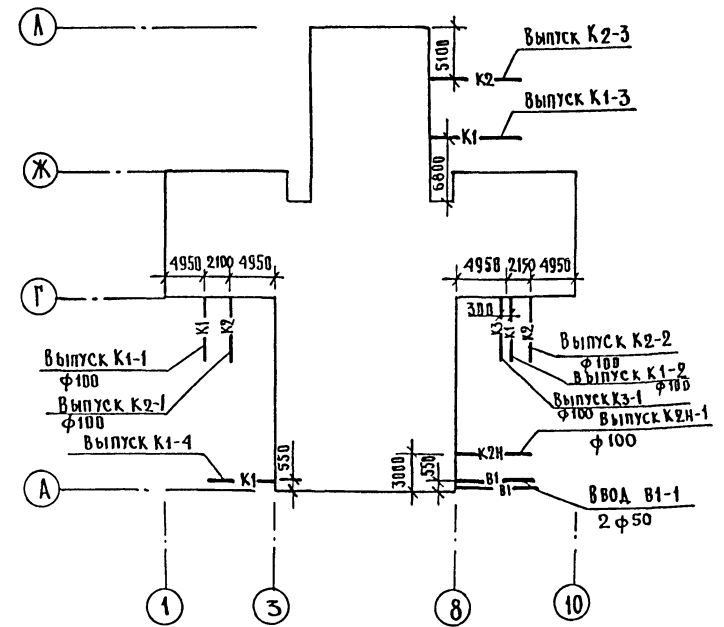 Л
5100
Выпуск К2-3
К2
Выпуск К1-3
К1
Ж
6800
4950 2100 4950
4958 2150 4950
Г
300
К1
К2
К3
К1
К2
Выпуск К1-1
ф100
Выпуск К2-1
ф100
Выпуск К1-4
Выпуск К2-2
ф100
Выпуск К1-2
ф100
Выпуск К3-1
ф100
Выпуск К2Н-1
ф100
К2Н
К1
550
3000
550
В1
В1
А
Ввод В1-1
2ф50
1
3
8
10